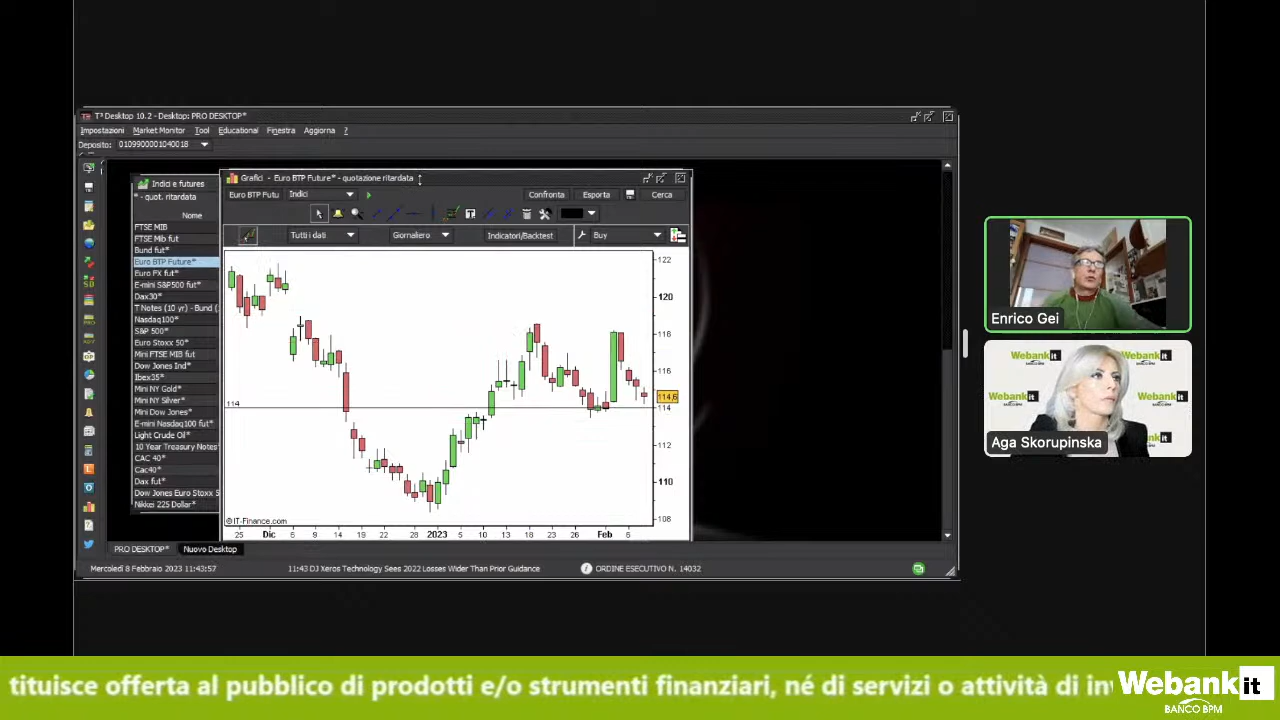 T³ Desktop 10.2 - Desktop: PRO DESKTOP*
Impostazioni Market Monitor Tool Educational Finestra Aggiorna ?
Deposito: 0109900001040018
Indici e futures
* - quot. ritardata
Nome
FTSE MIB
FTSE Mib fut
Bund fut*
Euro BTP Future*
Euro FX fut*
E-mini S&P500 fut*
Dax30*
T Notes (10 yr) - Bund (
Nasdaq100*
S&P 500*
Euro Stoxx 50*
Mini FTSE MIB fut
Dow Jones Ind*
Ibex35*
Mini NY Gold*
Mini NY Silver*
Mini Dow Jones*
E-mini Nasdaq100 fut*
Light Crude Oil*
10 Year Treasury Notes*
CAC 40*
Cac40*
Dax fut*
Dow Jones Euro Stoxx 5
Nikkei 225 Dollar*
Grafici - Euro BTP Future* - quotazione ritardata
Euro BTP Futu Indici Confronta Esporta Cerca
Tutti i dati Giornaliero Indicatori/Backtest Buy
122
120
118
116
114,6
114
114
112
110
108
© IT-Finance.com
25 Dic 6 9 14 19 22 28 2023 5 10 13 18 23 26 Feb 6
PRO DESKTOP* Nuovo Desktop
Mercoledì 8 Febbraio 2023 11:43:57 11:43 DJ Xeros Technology Sees 2022 Losses Wider Than Prior Guidance ORDINE ESECUTIVO N. 14032
Enrico Gei
Webankit Webankit
Webankit
BANCO BPM
Aga Skorupinska
tituisce offerta al pubblico di prodotti e/o strumenti finanziari, né di servizi o attività di in
Webank it
BANCO BPM